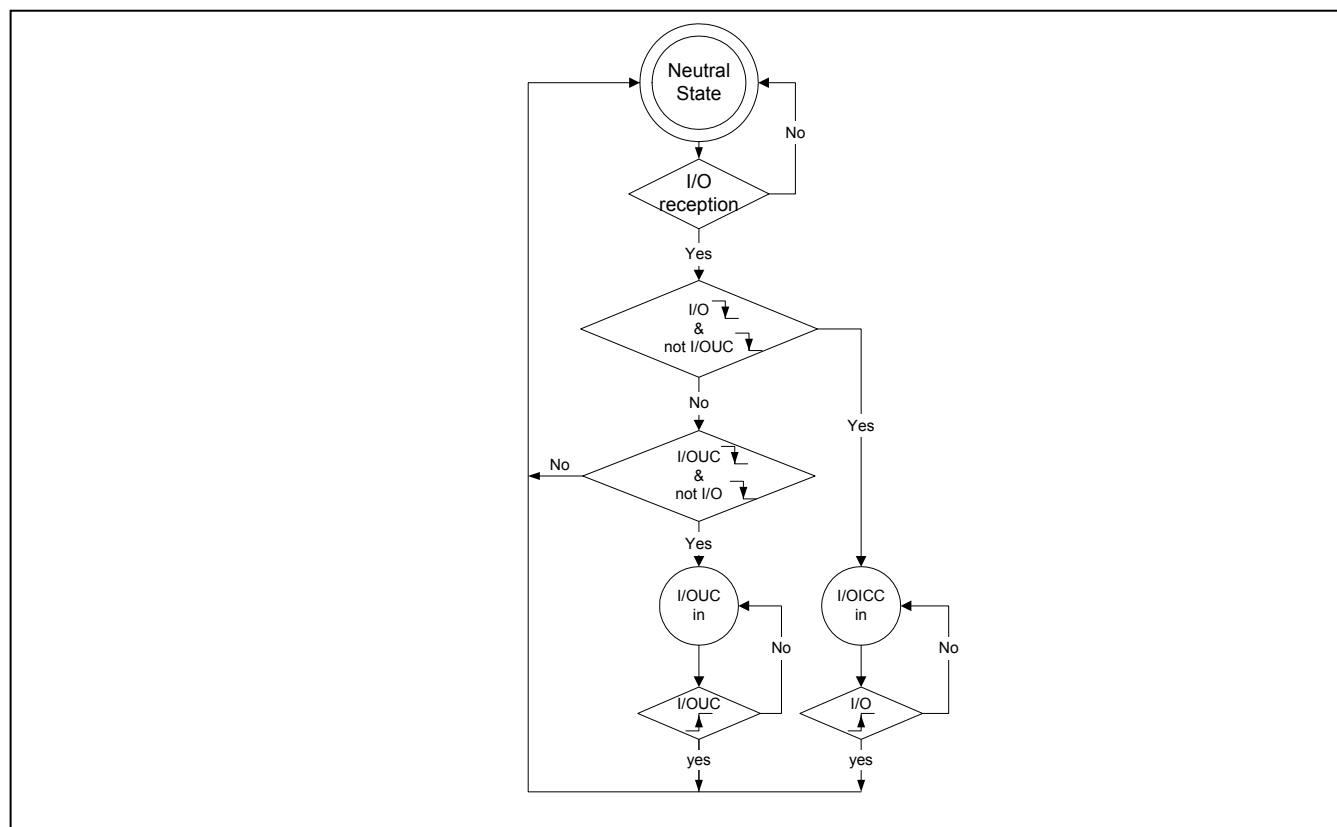 Neutral
State
No
I/O
reception
Yes
I/O
&
not I/OUC
No
Yes
I/OUC
&
not I/O
No
Yes
I/OUC
in
No
I/OICC
in
No
I/OUC
I/O
yes
yes